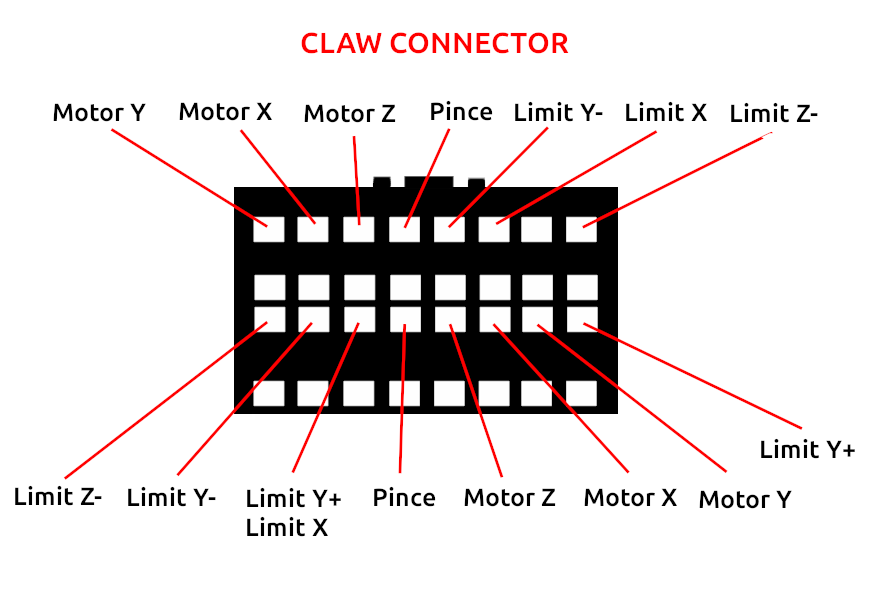 CLAW CONNECTOR
Motor Y
Motor X
Motor Z
Pince
Limit Y-
Limit X
Limit Z-
Limit Y+
Limit Z-
Limit Y-
Limit Y+
Limit X
Pince
Motor Z
Motor X
Motor Y